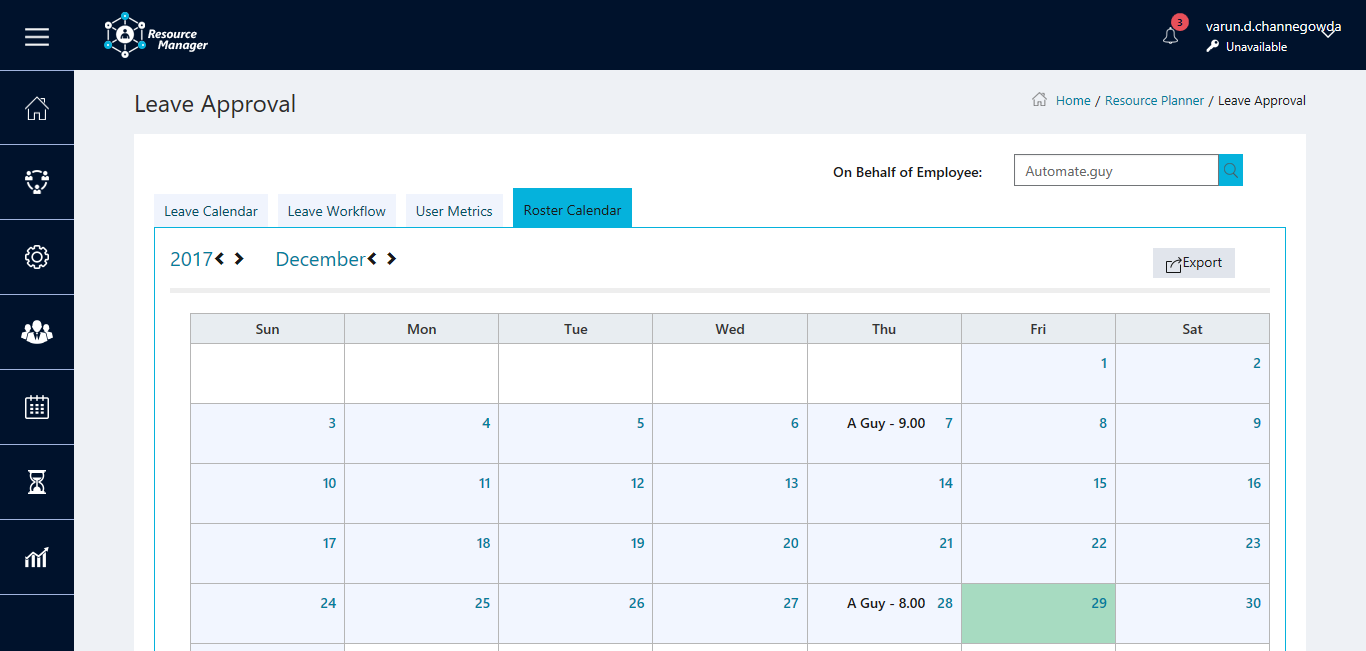 Resource
Manager
3
varun.d.channegowda
Unavailable
Leave Approval
Home / Resource Planner / Leave Approval
On Behalf of Employee:
Automate.guy
Leave Calendar
Leave Workflow
User Metrics
Roster Calendar
2017
December
Export
Sun Mon Tue Wed Thu Fri Sat
1 2
3 4 5 6 A Guy - 9.00 7 8 9
10 11 12 13 14 15 16
17 18 19 20 21 22 23
24 25 26 27 A Guy - 8.00 28 29 30